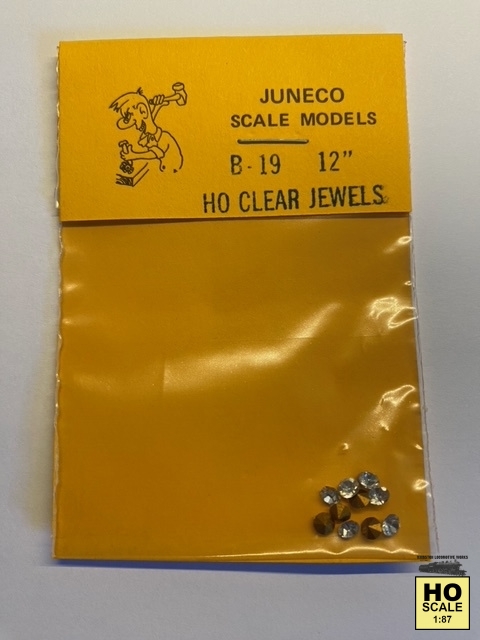 JUNECO
SCALE MODELS
B-19 12"
HO CLEAR JEWELS
HO
SCALE
1:87